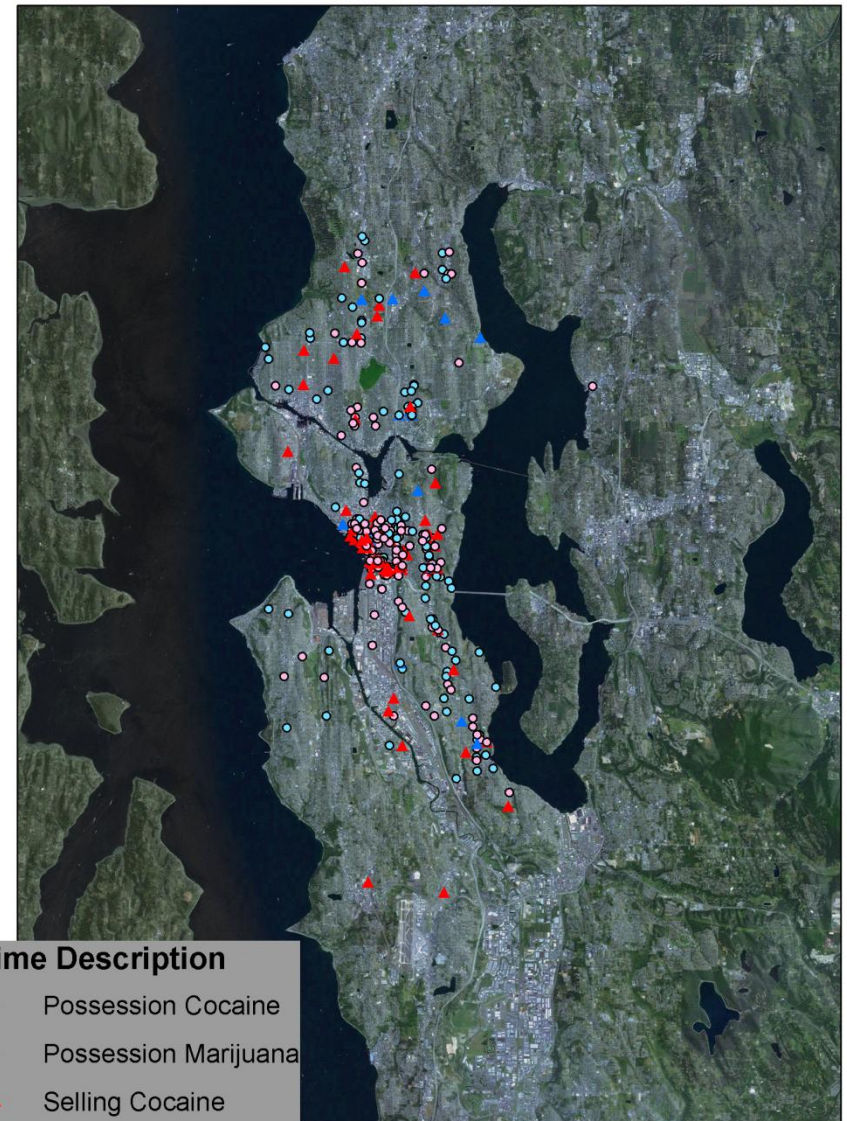 ime Description
Possession Cocaine
Possession Marijuana
Selling Cocaine